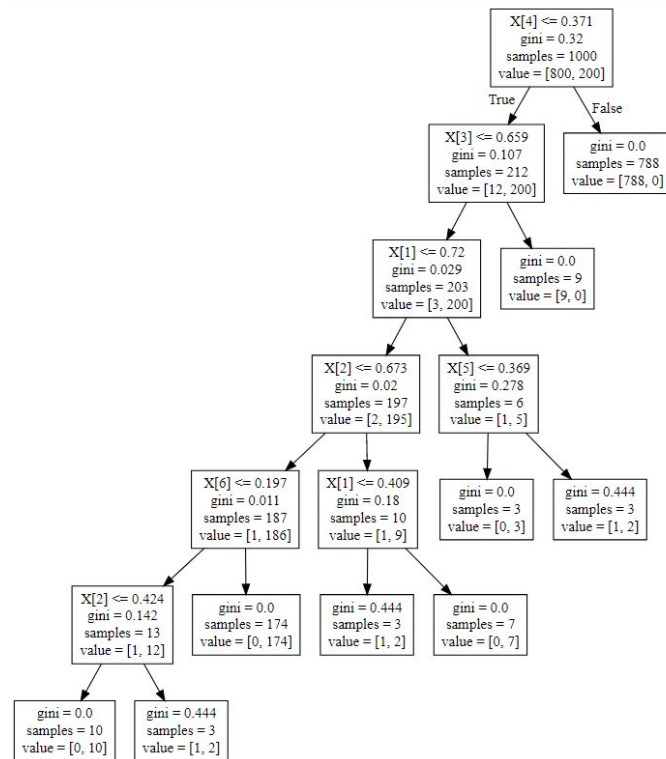 X[4] <= 0.371
gini = 0.32
samples = 1000
value = [800, 200]
True
False
X[3] <= 0.659
gini = 0.107
samples = 212
value = [12, 200]
gini = 0.0
samples = 788
value = [788, 0]
X[1] <= 0.72
gini = 0.029
samples = 203
value = [3, 200]
gini = 0.0
samples = 9
value = [9, 0]
X[2] <= 0.673
gini = 0.02
samples = 197
value = [2, 195]
X[5] <= 0.369
gini = 0.278
samples = 6
value = [1, 5]
X[6] <= 0.197
gini = 0.011
samples = 187
value = [1, 186]
X[1] <= 0.409
gini = 0.18
samples = 10
value = [1, 9]
gini = 0.0
samples = 3
value = [0, 3]
gini = 0.444
samples = 3
value = [1, 2]
X[2] <= 0.424
gini = 0.142
samples = 13
value = [1, 12]
gini = 0.0
samples = 174
value = [0, 174]
gini = 0.444
samples = 3
value = [1, 2]
gini = 0.0
samples = 7
value = [0, 7]
gini = 0.0
samples = 10
value = [0, 10]
gini = 0.444
samples = 3
value = [1, 2]